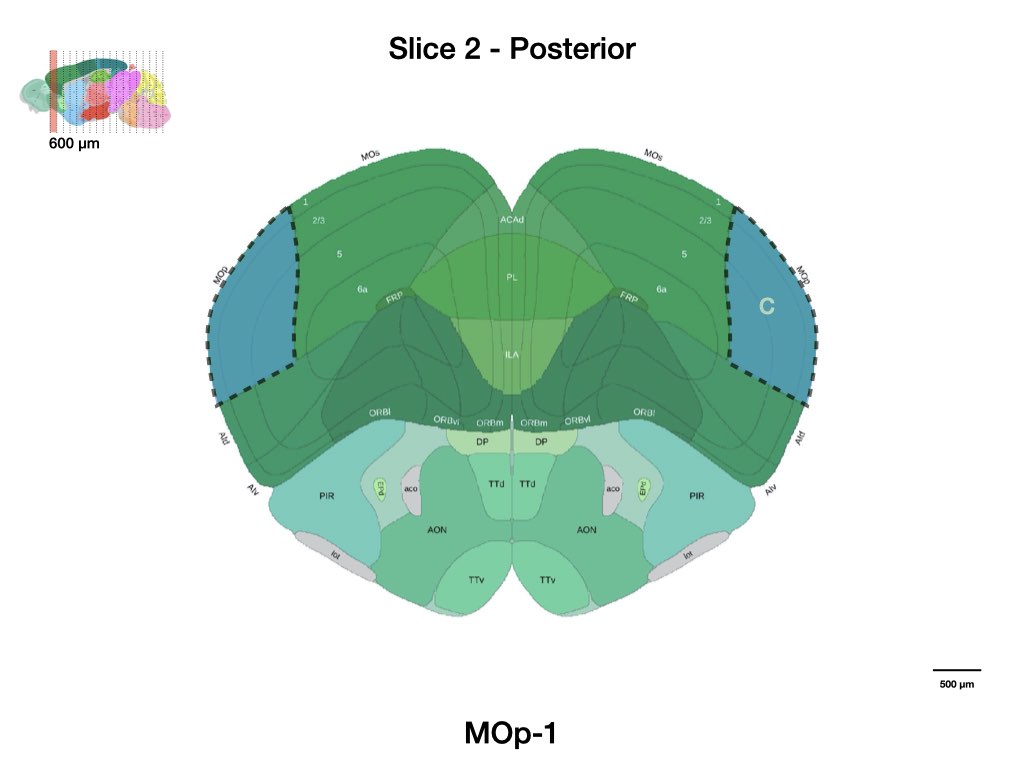 Slice 2 - Posterior
600 µm
MOs MOs
1 1
2/3 ACAd 2/3
5 5
MOp PL MOp
6a 6a
FRP FRP
C
ILA
ORBl ORBvl ORBm ORBm ORBvl ORBl
AId DP DP AId
AIv PIR EPd aco TTd TTd aco EPd PIR AIv
AON AON
lot lot
TTv TTv
500 µm
MOp-1